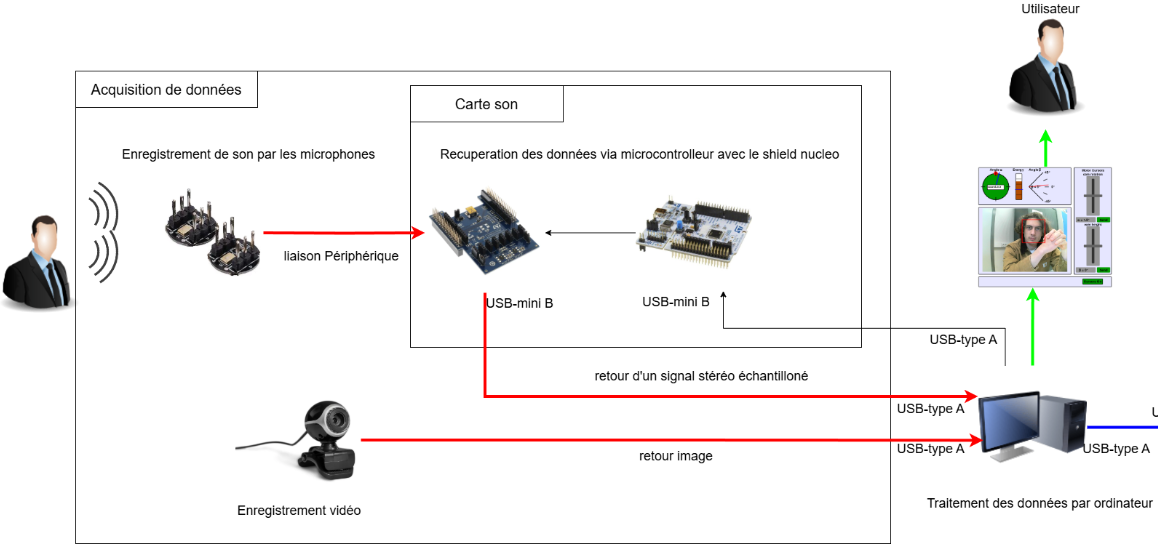 Utilisateur
Acquisition de données
Carte son
Enregistrement de son par les microphones
Recuperation des données via microcontrolleur avec le shield nucleo
liaison Périphérique
USB-mini B
USB-mini B
USB-type A
retour d'un signal stéréo échantilloné
USB-type A
USB-type A
USB-type A
retour image
Traitement des données par ordinateur
Enregistrement vidéo